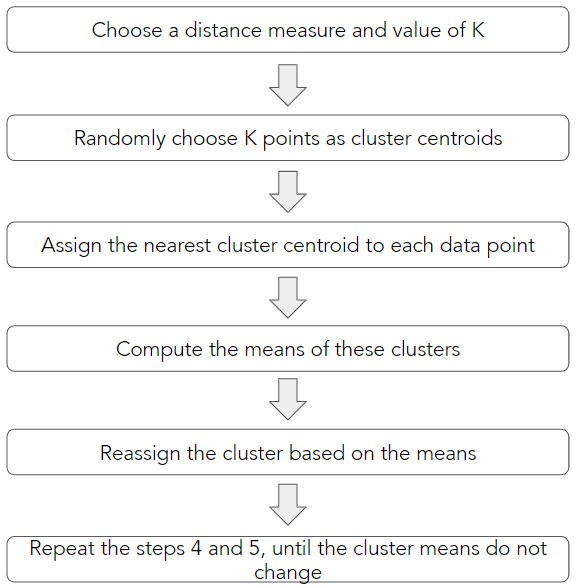 Choose a distance measure and value of K
Randomly choose K points as cluster centroids
Assign the nearest cluster centroid to each data point
Compute the means of these clusters
Reassign the cluster based on the means
Repeat the steps 4 and 5, until the cluster means do not
change